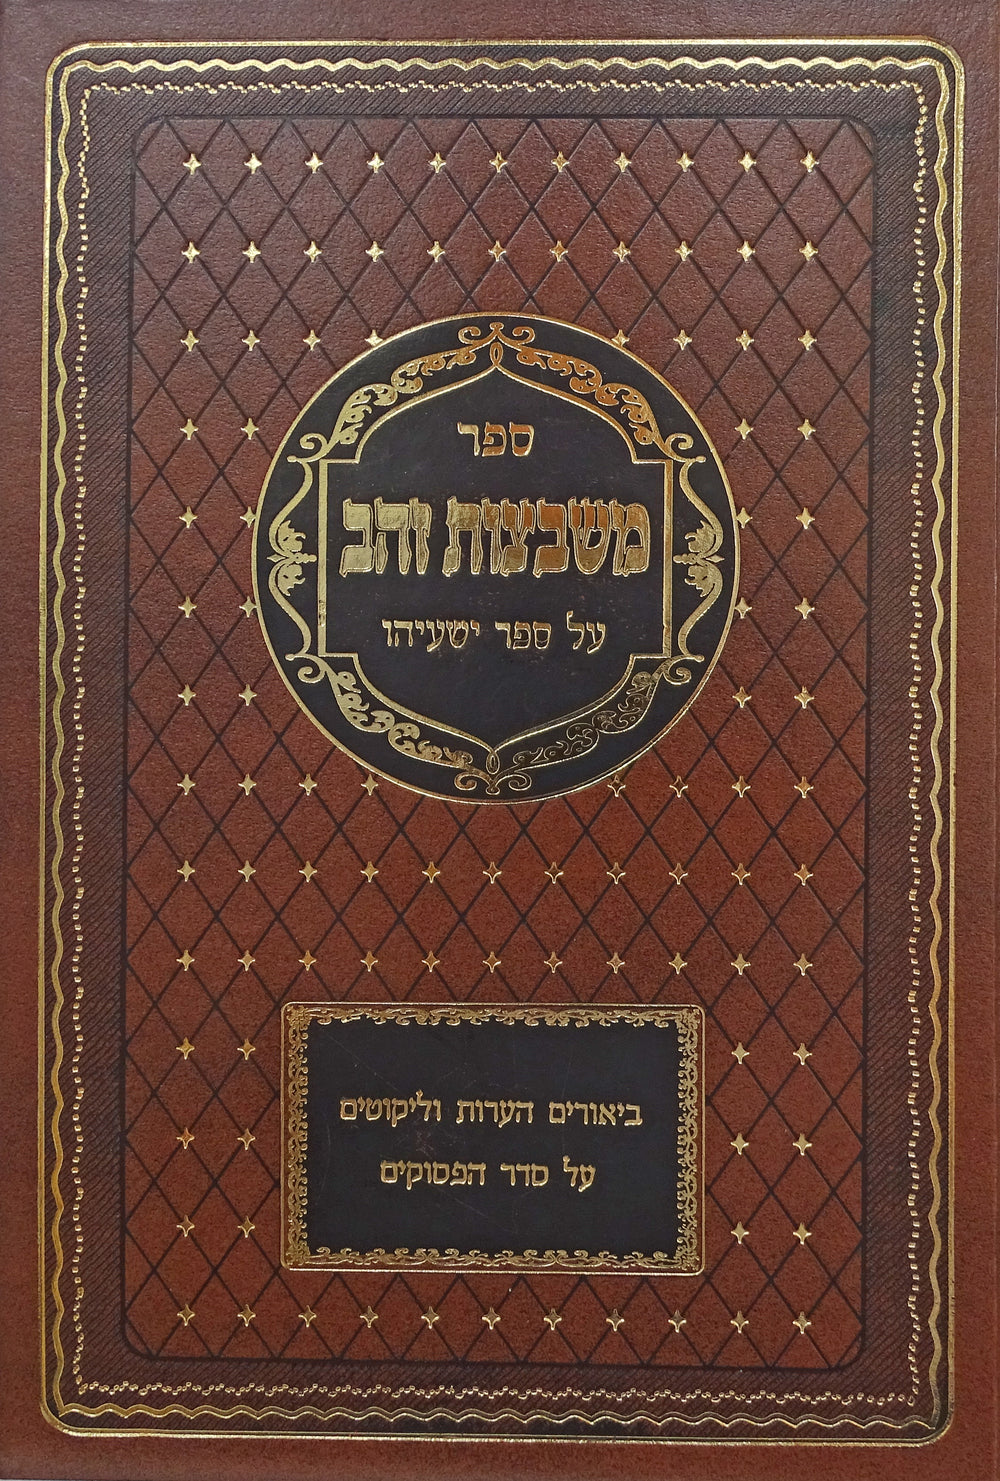 ספר
משבצות זהב
על ספר ישעיהו
ביאורים הערות וליקוטים
על סדר הפסוקים